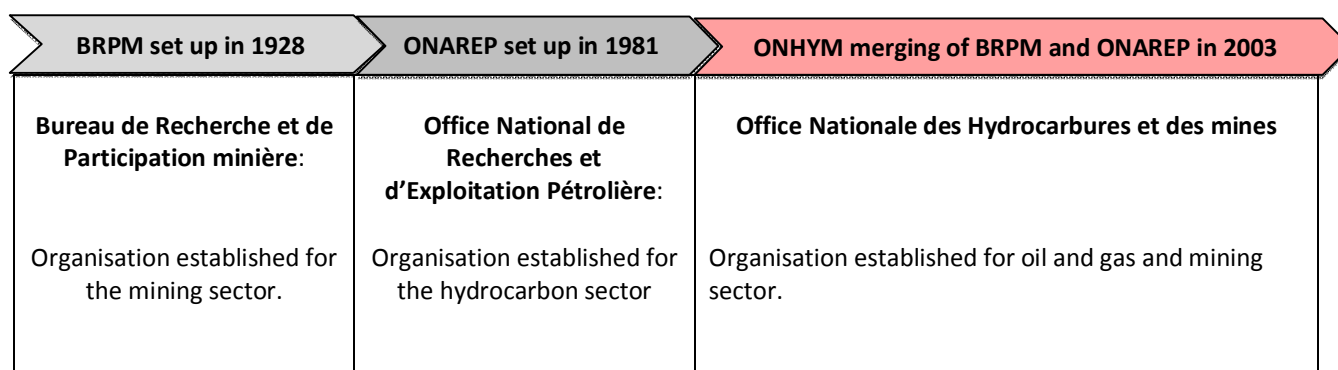 BRPM set up in 1928
ONAREP set up in 1981
ONHYM merging of BRPM and ONAREP in 2003
Bureau de Recherche et de
Participation minière:
Organisation established for
the mining sector.
Office National de
Recherches et
d’Exploitation Pétrolière:
Organisation established for
the hydrocarbon sector
Office Nationale des Hydrocarbures et des mines
Organisation established for oil and gas and mining
sector.